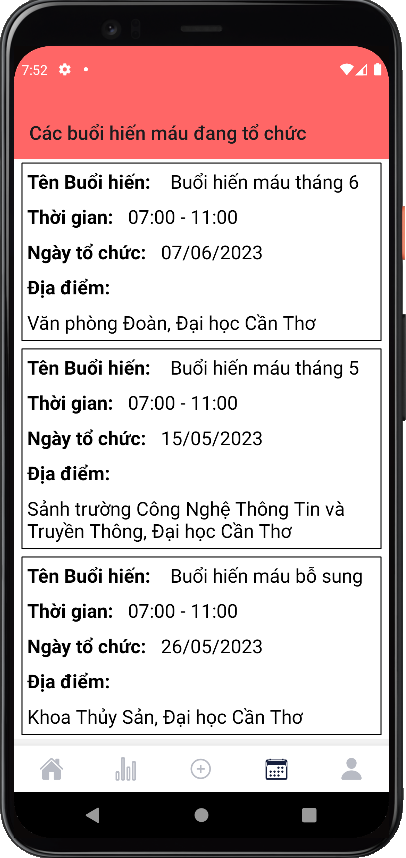 7:52
Các buổi hiến máu đang tổ chức
Tên Buổi hiến: Buổi hiến máu tháng 6
Thời gian: 07:00 - 11:00
Ngày tổ chức: 07/06/2023
Địa điểm:
Văn phòng Đoàn, Đại học Cần Thơ
Tên Buổi hiến: Buổi hiến máu tháng 5
Thời gian: 07:00 - 11:00
Ngày tổ chức: 15/05/2023
Địa điểm:
Sảnh trường Công Nghệ Thông Tin và
Truyền Thông, Đại học Cần Thơ
Tên Buổi hiến: Buổi hiến máu bỗ sung
Thời gian: 07:00 - 11:00
Ngày tổ chức: 26/05/2023
Địa điểm:
Khoa Thủy Sản, Đại học Cần Thơ